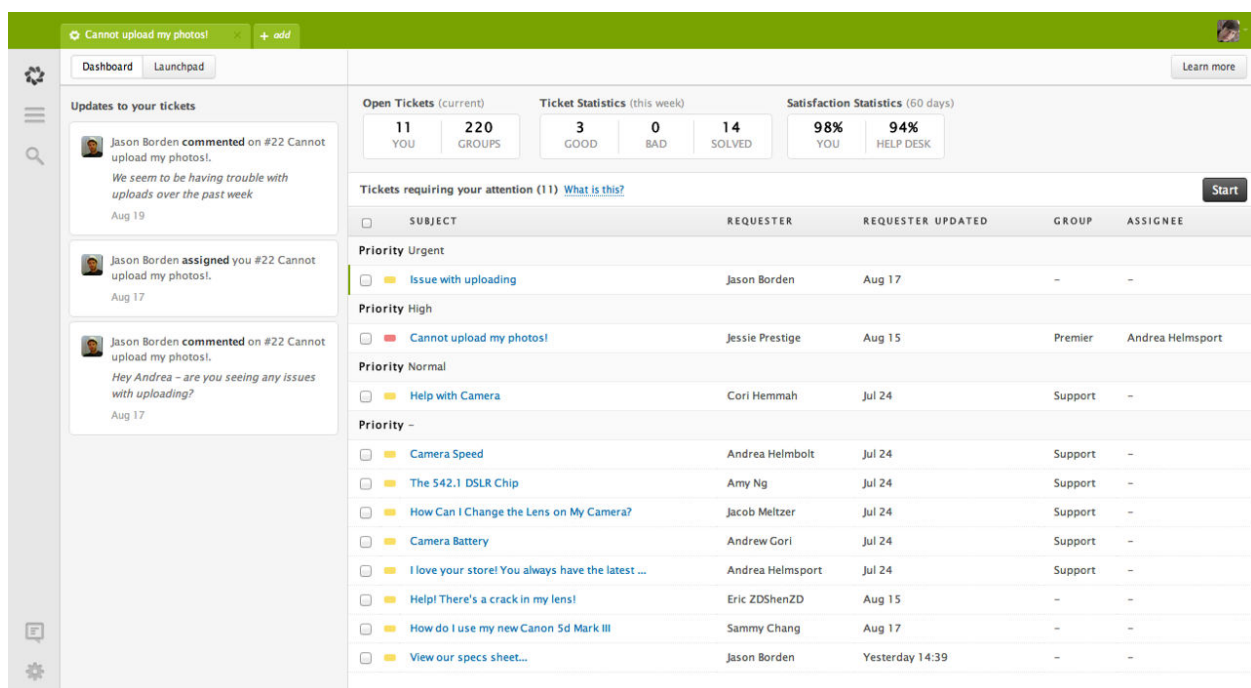 Cannot upload my photos! ×
+ add
Dashboard Launchpad
Learn more
Updates to your tickets
Jason Borden commented on #22 Cannot
upload my photos!.
We seem to be having trouble with
uploads over the past week
Aug 19
Jason Borden assigned you #22 Cannot
upload my photos!.
Aug 17
Jason Borden commented on #22 Cannot
upload my photos!.
Hey Andrea – are you seeing any issues
with uploading?
Aug 17
Open Tickets (current)
11 220
YOU GROUPS
Ticket Statistics (this week)
3 0 14
GOOD BAD SOLVED
Satisfaction Statistics (60 days)
98% 94%
YOU HELP DESK
Tickets requiring your attention (11) What is this?
Start
SUBJECT REQUESTER REQUESTER UPDATED GROUP ASSIGNEE
Priority Urgent
Issue with uploading Jason Borden Aug 17 – –
Priority High
Cannot upload my photos! Jessie Prestige Aug 15 Premier Andrea Helmsport
Priority Normal
Help with Camera Cori Hemmah Jul 24 Support –
Priority –
Camera Speed Andrea Helmbolt Jul 24 Support –
The 542.1 DSLR Chip Amy Ng Jul 24 Support –
How Can I Change the Lens on My Camera? Jacob Meltzer Jul 24 Support –
Camera Battery Andrew Gori Jul 24 Support –
I love your store! You always have the latest ... Andrea Helmsport Jul 24 Support –
Help! There's a crack in my lens! Eric ZDShenZD Aug 15 – –
How do I use my new Canon 5d Mark III Sammy Chang Aug 17 – –
View our specs sheet... Jason Borden Yesterday 14:39 – –